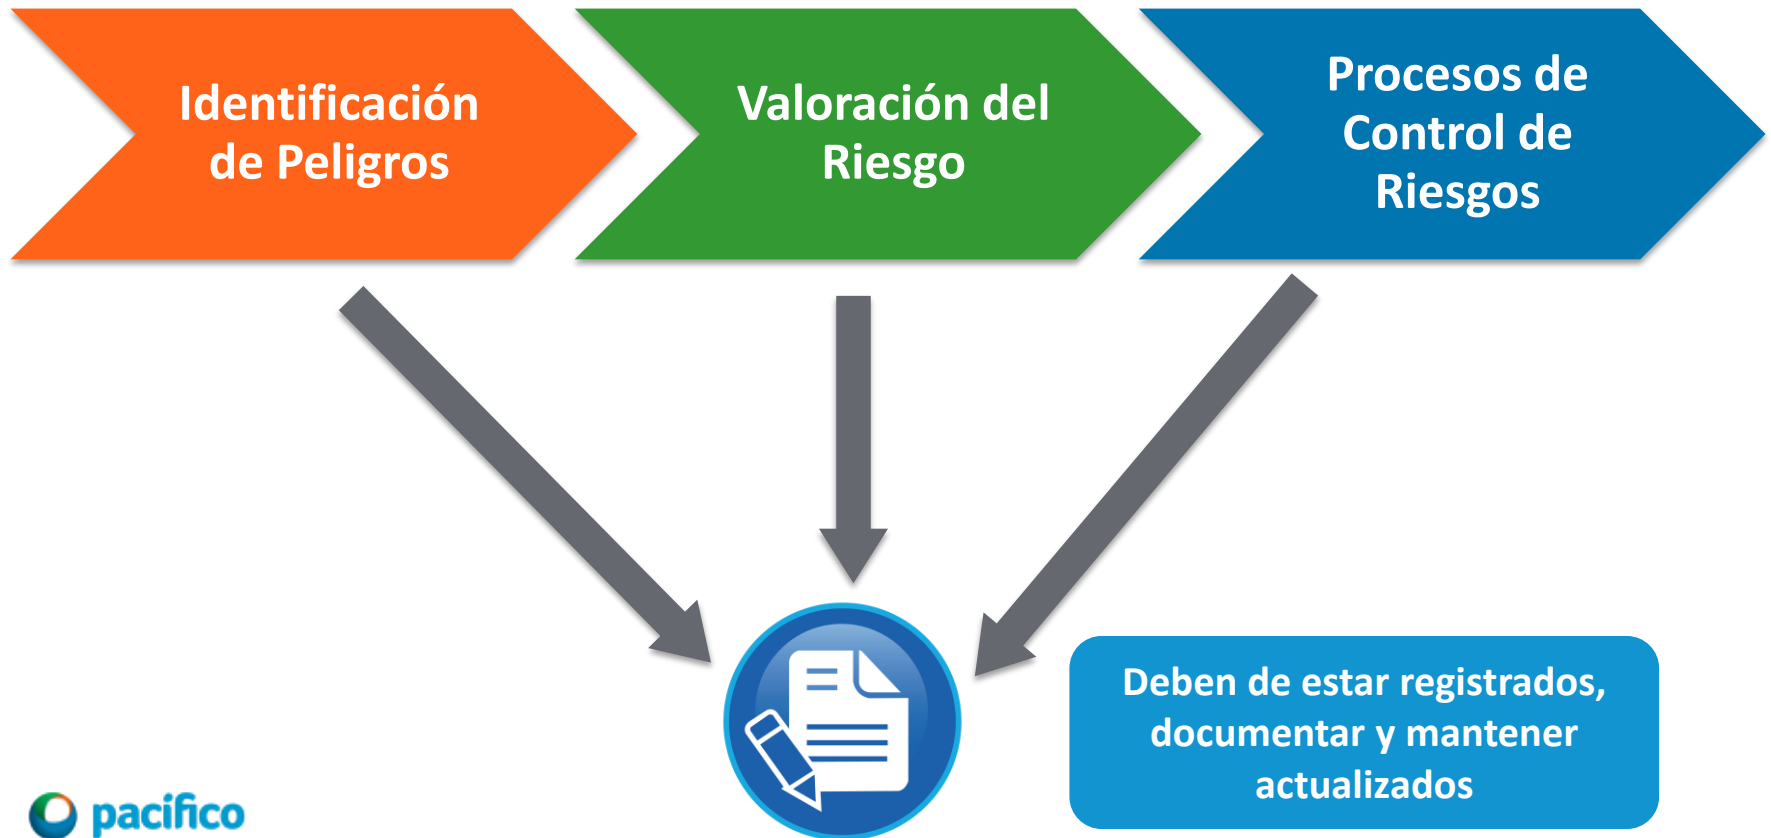 Identificación
de Peligros
Valoración del
Riesgo
Procesos de
Control de
Riesgos
Deben de estar registrados,
documentar y mantener
actualizados
pacifico